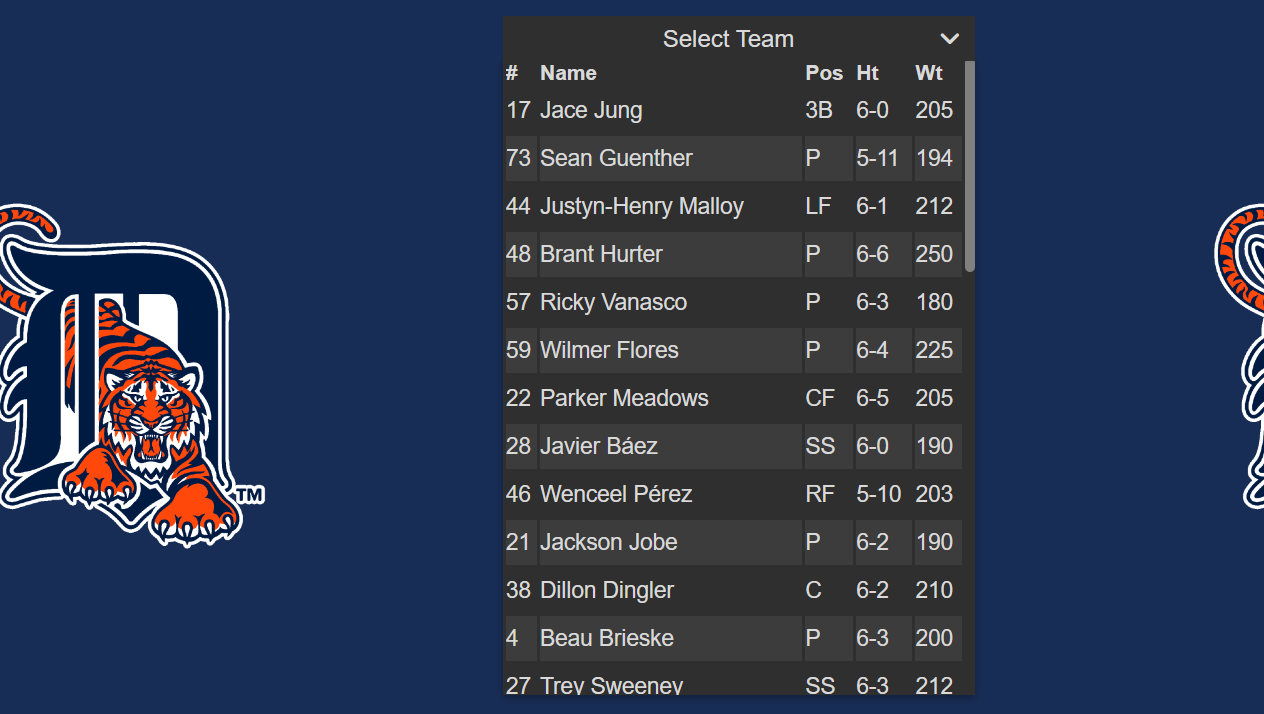 Select Team
# Name Pos Ht Wt
17 Jace Jung 3B 6-0 205
73 Sean Guenther P 5-11 194
44 Justyn-Henry Malloy LF 6-1 212
48 Brant Hurter P 6-6 250
57 Ricky Vanasco P 6-3 180
59 Wilmer Flores P 6-4 225
22 Parker Meadows CF 6-5 205
28 Javier Báez SS 6-0 190
46 Wenceel Pérez RF 5-10 203
TM
21 Jackson Jobe P 6-2 190
38 Dillon Dingler C 6-2 210
4 Beau Brieske P 6-3 200
27 Trey Sweeney SS 6-3 212